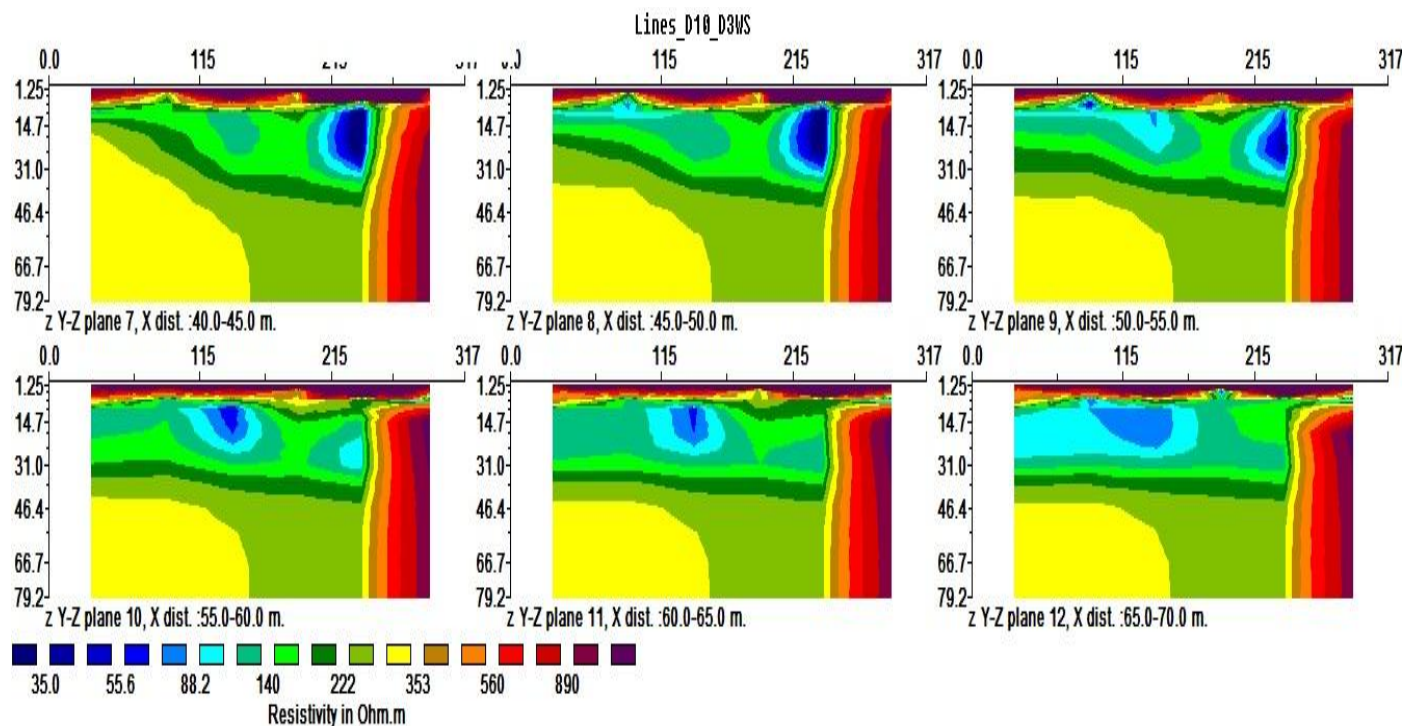 Lines_D10_D3WS
0.0 115 215 317 0.0 115 215 317 0.0 115 215 317
1.25 1.25 1.25
14.7 14.7 14.7
31.0 31.0 31.0
46.4 46.4 46.4
66.7 66.7 66.7
79.2 79.2 79.2
z Y-Z plane 7, X dist. :40.0-45.0 m. z Y-Z plane 8, X dist. :45.0-50.0 m. z Y-Z plane 9, X dist. :50.0-55.0 m.
0.0 115 215 317 0.0 115 215 317 0.0 115 215 317
1.25 1.25 1.25
14.7 14.7 14.7
31.0 31.0 31.0
46.4 46.4 46.4
66.7 66.7 66.7
79.2 79.2 79.2
z Y-Z plane 10, X dist. :55.0-60.0 m. z Y-Z plane 11, X dist. :60.0-65.0 m. z Y-Z plane 12, X dist. :65.0-70.0 m.
35.0 55.6 88.2 140 222 353 560 890
Resistivity in Ohm.m